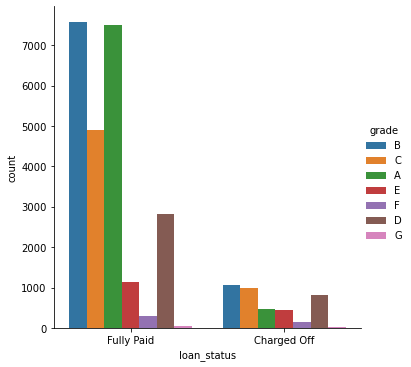 7000
6000
5000
4000
3000
2000
1000
0
count
Fully Paid
Charged Off
loan_status
grade
B
C
A
E
F
D
G